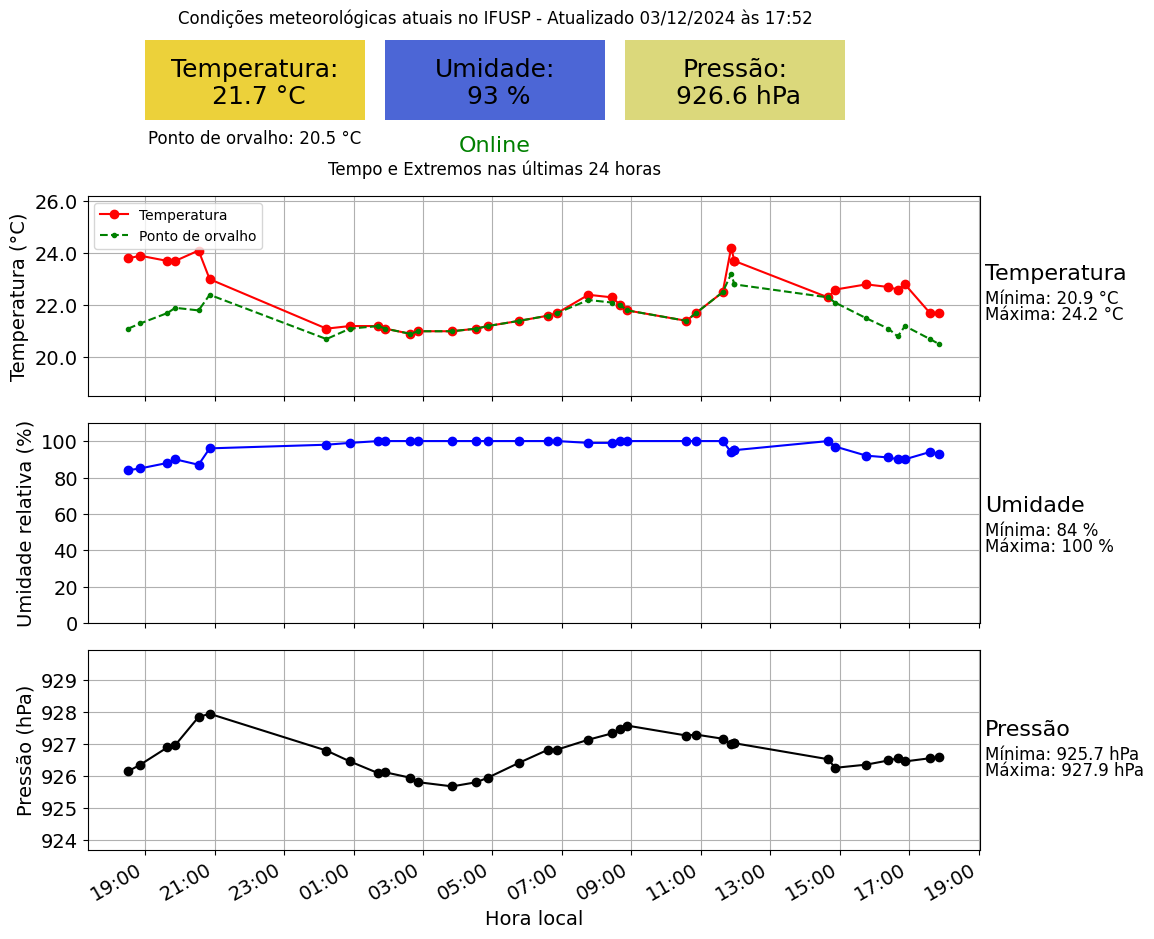 Condições meteorológicas atuais no IFUSP - Atualizado 03/12/2024 às 17:52
Temperatura:
21.7 °C
Umidade:
93 %
Pressão:
926.6 hPa
Ponto de orvalho: 20.5 °C
Online
Tempo e Extremos nas últimas 24 horas
Temperatura (°C)
26.0
24.0
22.0
20.0
Temperatura
Ponto de orvalho
Temperatura
Mínima: 20.9 °C
Máxima: 24.2 °C
Umidade relativa (%)
100
80
60
40
20
0
Umidade
Mínima: 84 %
Máxima: 100 %
Pressão (hPa)
929
928
927
926
925
924
Pressão
Mínima: 925.7 hPa
Máxima: 927.9 hPa
19:00 21:00 23:00 01:00 03:00 05:00 07:00 09:00 11:00 13:00 15:00 17:00 19:00
Hora local